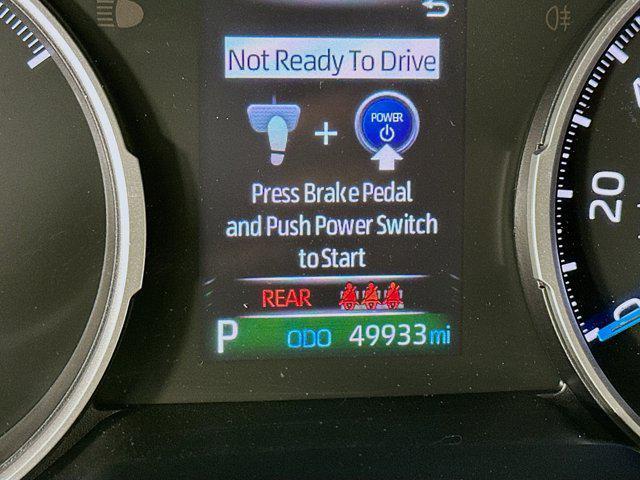 Not Ready To Drive
POWER
+
Press Brake Pedal
and Push Power Switch
to Start
REAR
P ODO 49933 mi
20
0